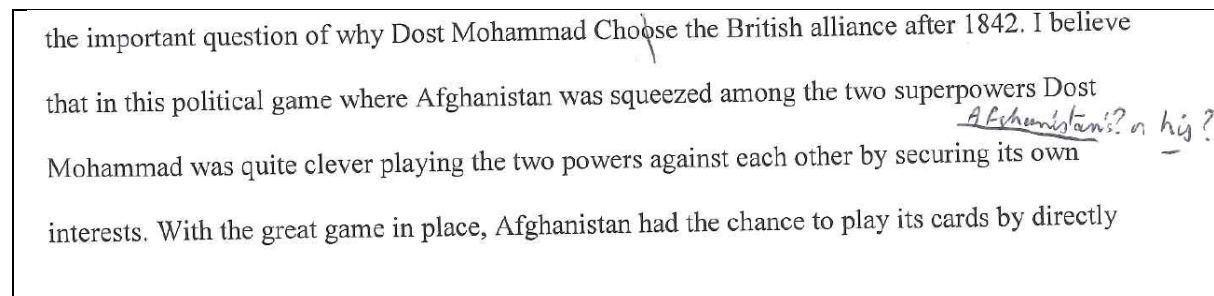 the important question of why Dost Mohammad Choose the British alliance after 1842. I believe
that in this political game where Afghanistan was squeezed among the two superpowers Dost
Afghanistan's? or his?
Mohammad was quite clever playing the two powers against each other by securing its own
interests. With the great game in place, Afghanistan had the chance to play its cards by directly